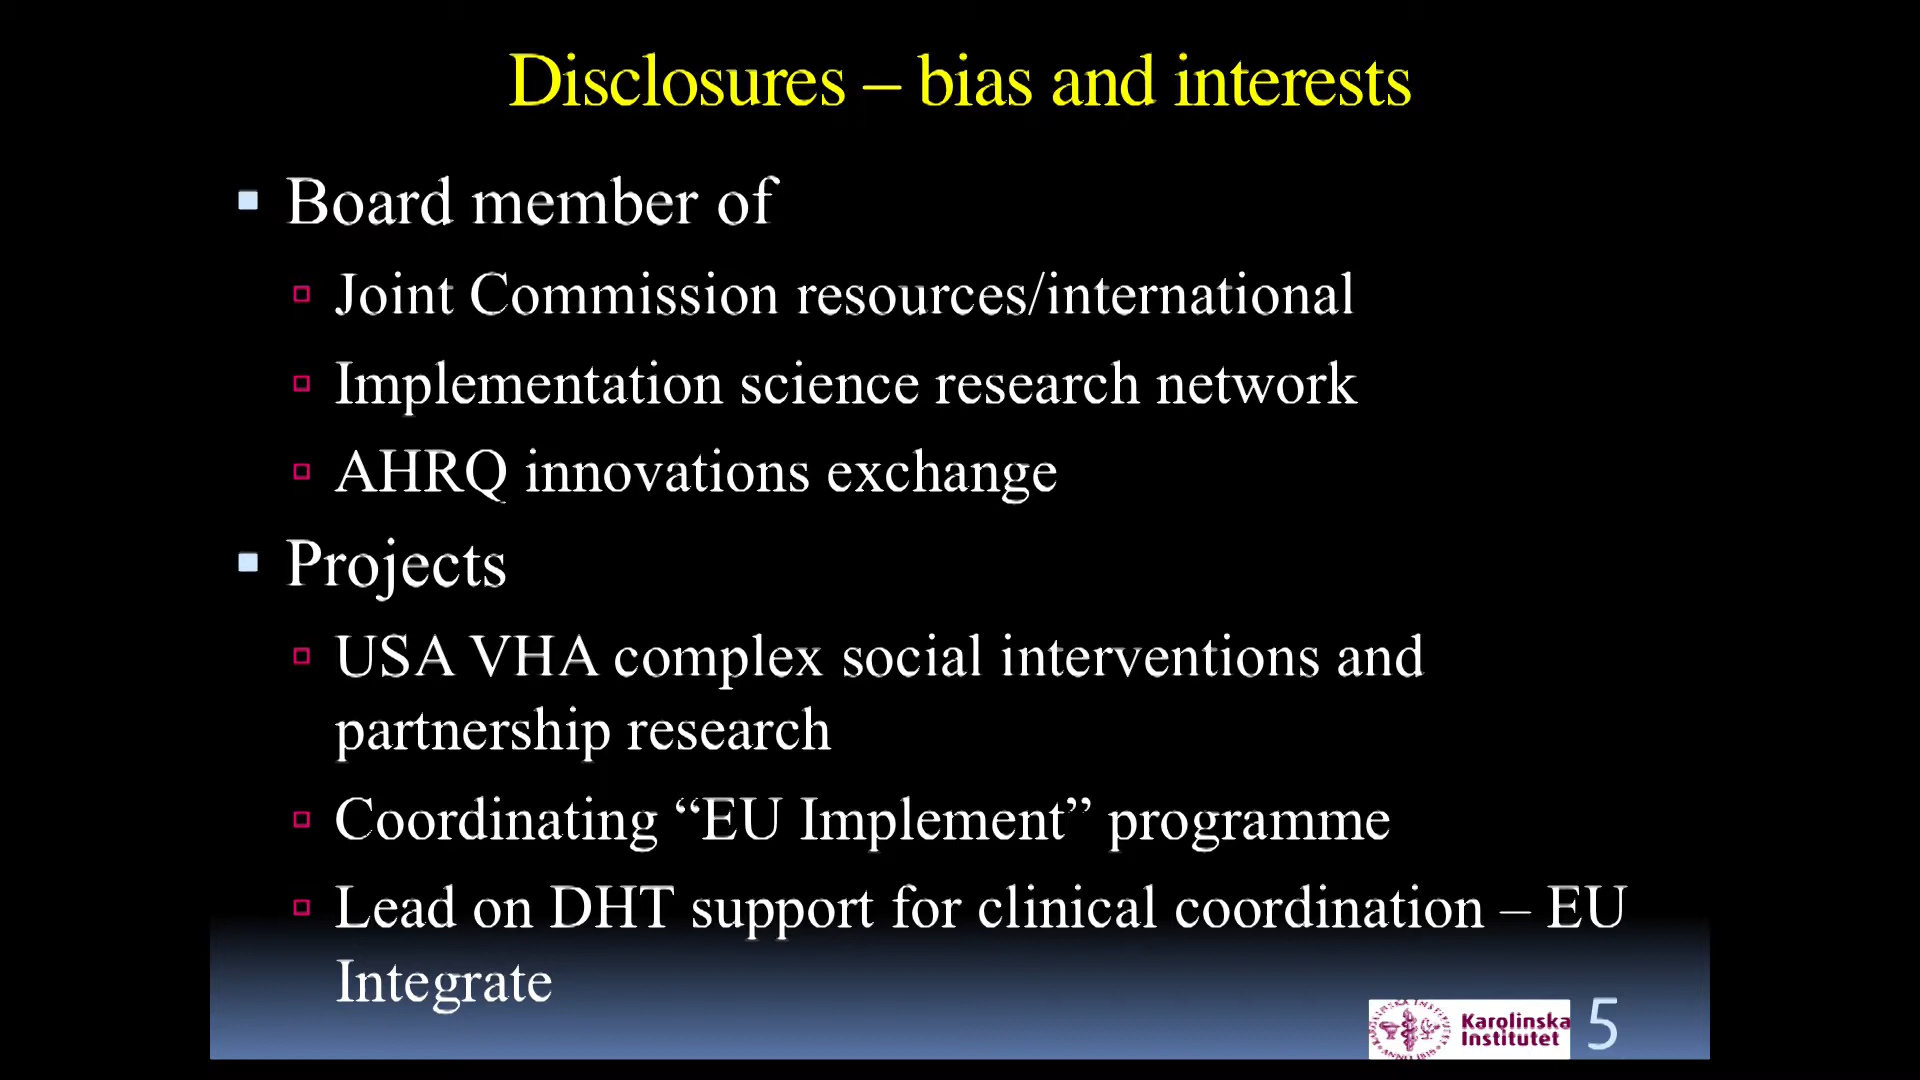 Disclosures – bias and interests
Board member of
Joint Commission resources/international
Implementation science research network
AHRQ innovations exchange
Projects
USA VHA complex social interventions and
partnership research
Coordinating “EU Implement” programme
Lead on DHT support for clinical coordination – EU
Integrate
Karolinska
Institutet
5